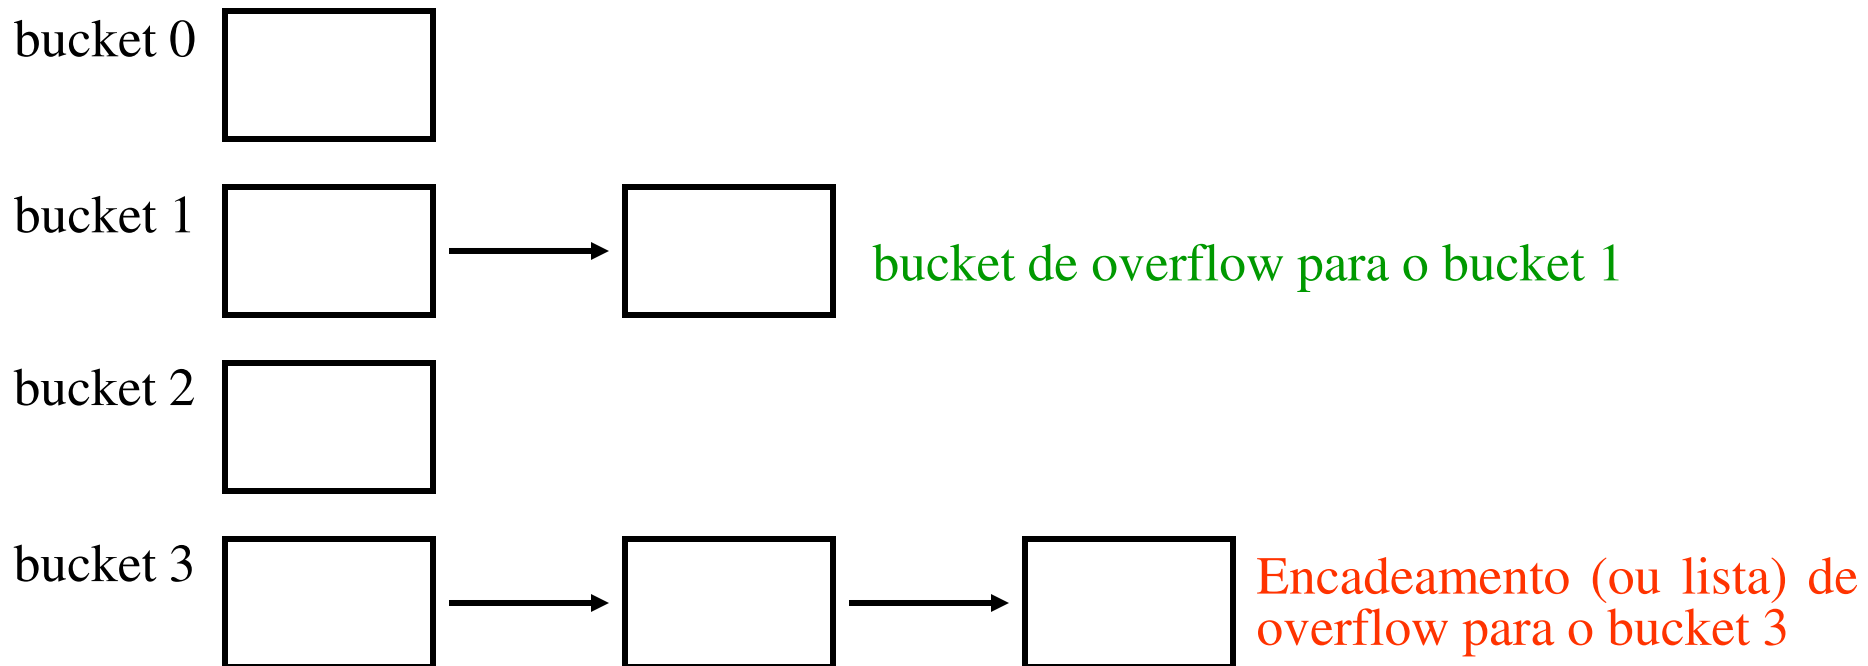 bucket 0
bucket 1
bucket de overflow para o bucket 1
bucket 2
bucket 3
Encadeamento (ou lista) de
overflow para o bucket 3